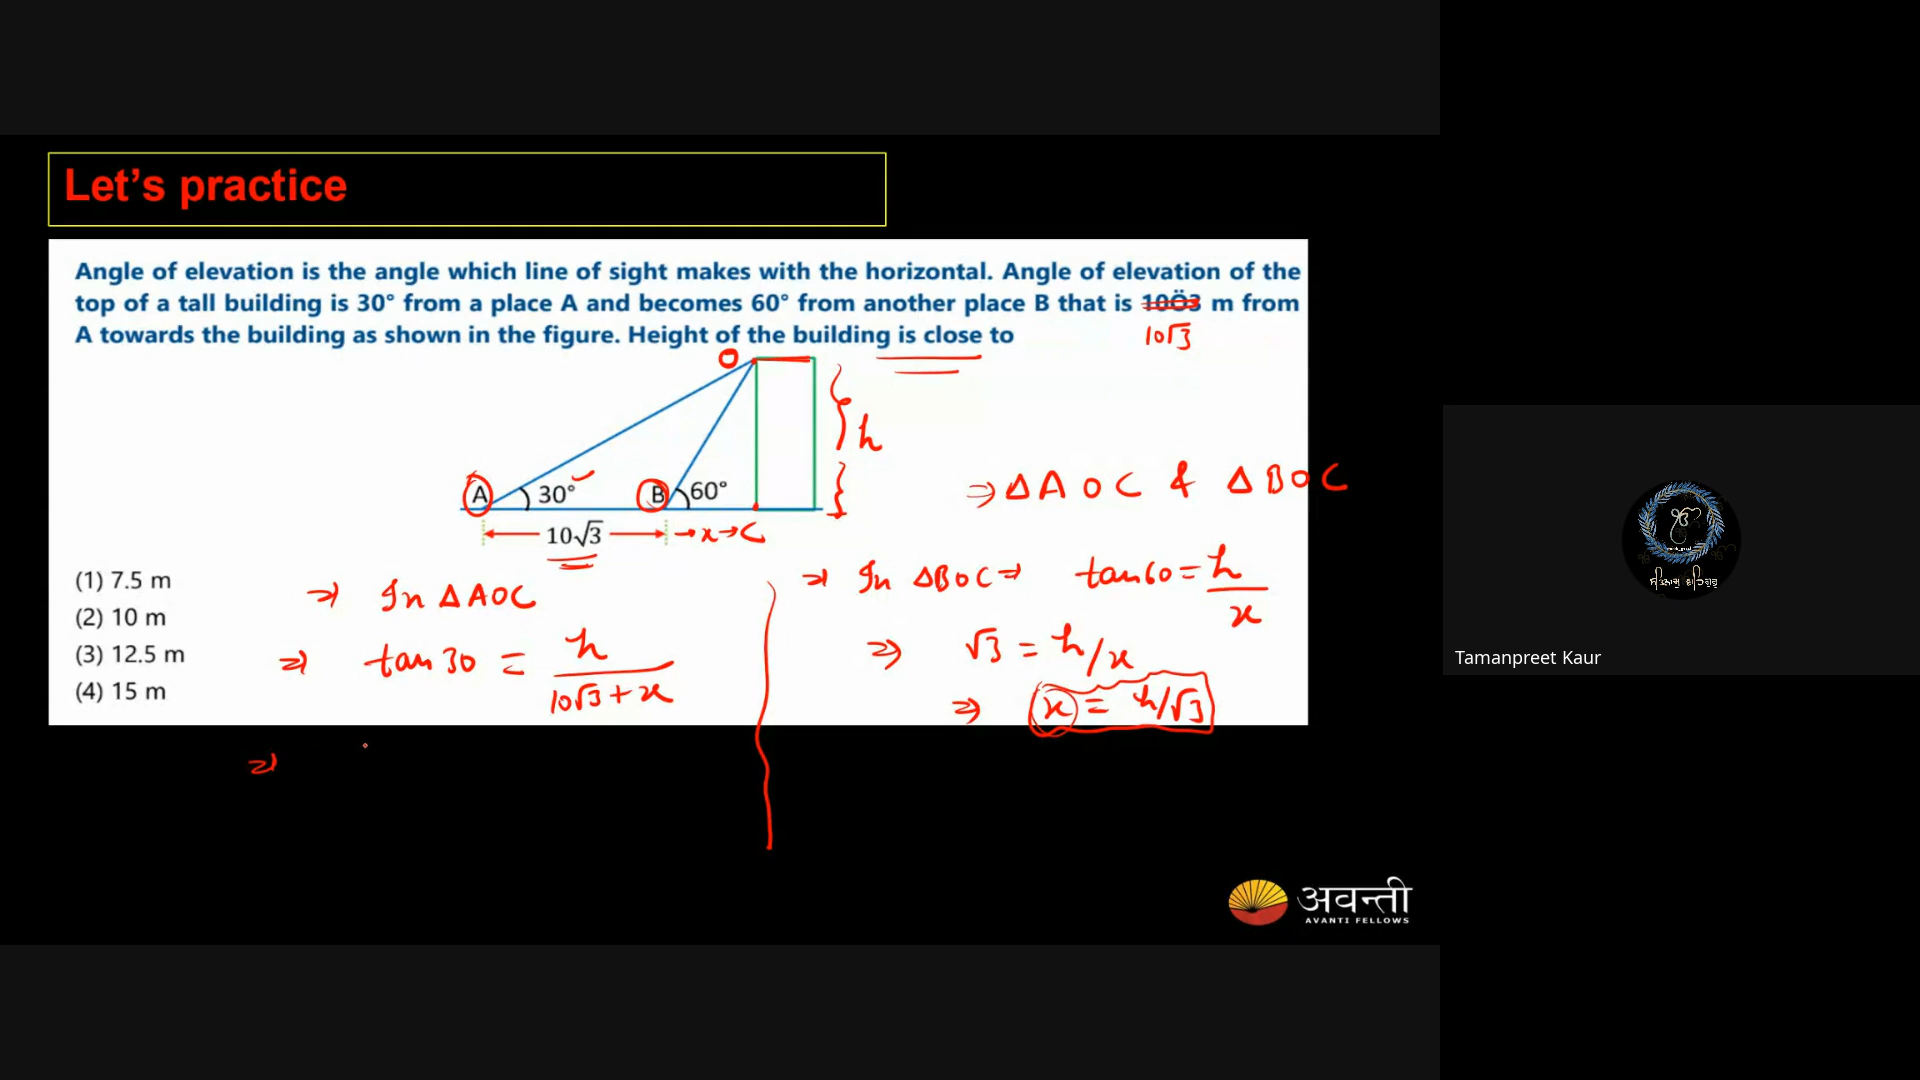 Let's practice
Angle of elevation is the angle which line of sight makes with the horizontal. Angle of elevation of the
top of a tall building is 30° from a place A and becomes 60° from another place B that is 10Ö3 m from
10√3
A towards the building as shown in the figure. Height of the building is close to
O
h
A 30° B 60°
10√3 x C
⇒ ΔAOC & ΔBOC
(1) 7.5 m
(2) 10 m
(3) 12.5 m
(4) 15 m
⇒ In ΔAOC
⇒ tan 30 = h
10√3 + x
⇒
⇒ In ΔBOC ⇒ tan 60 = h
x
⇒ √3 = h/x
⇒ x = h/√3
अवन्ती
AVANTI FELLOWS
Tamanpreet Kaur